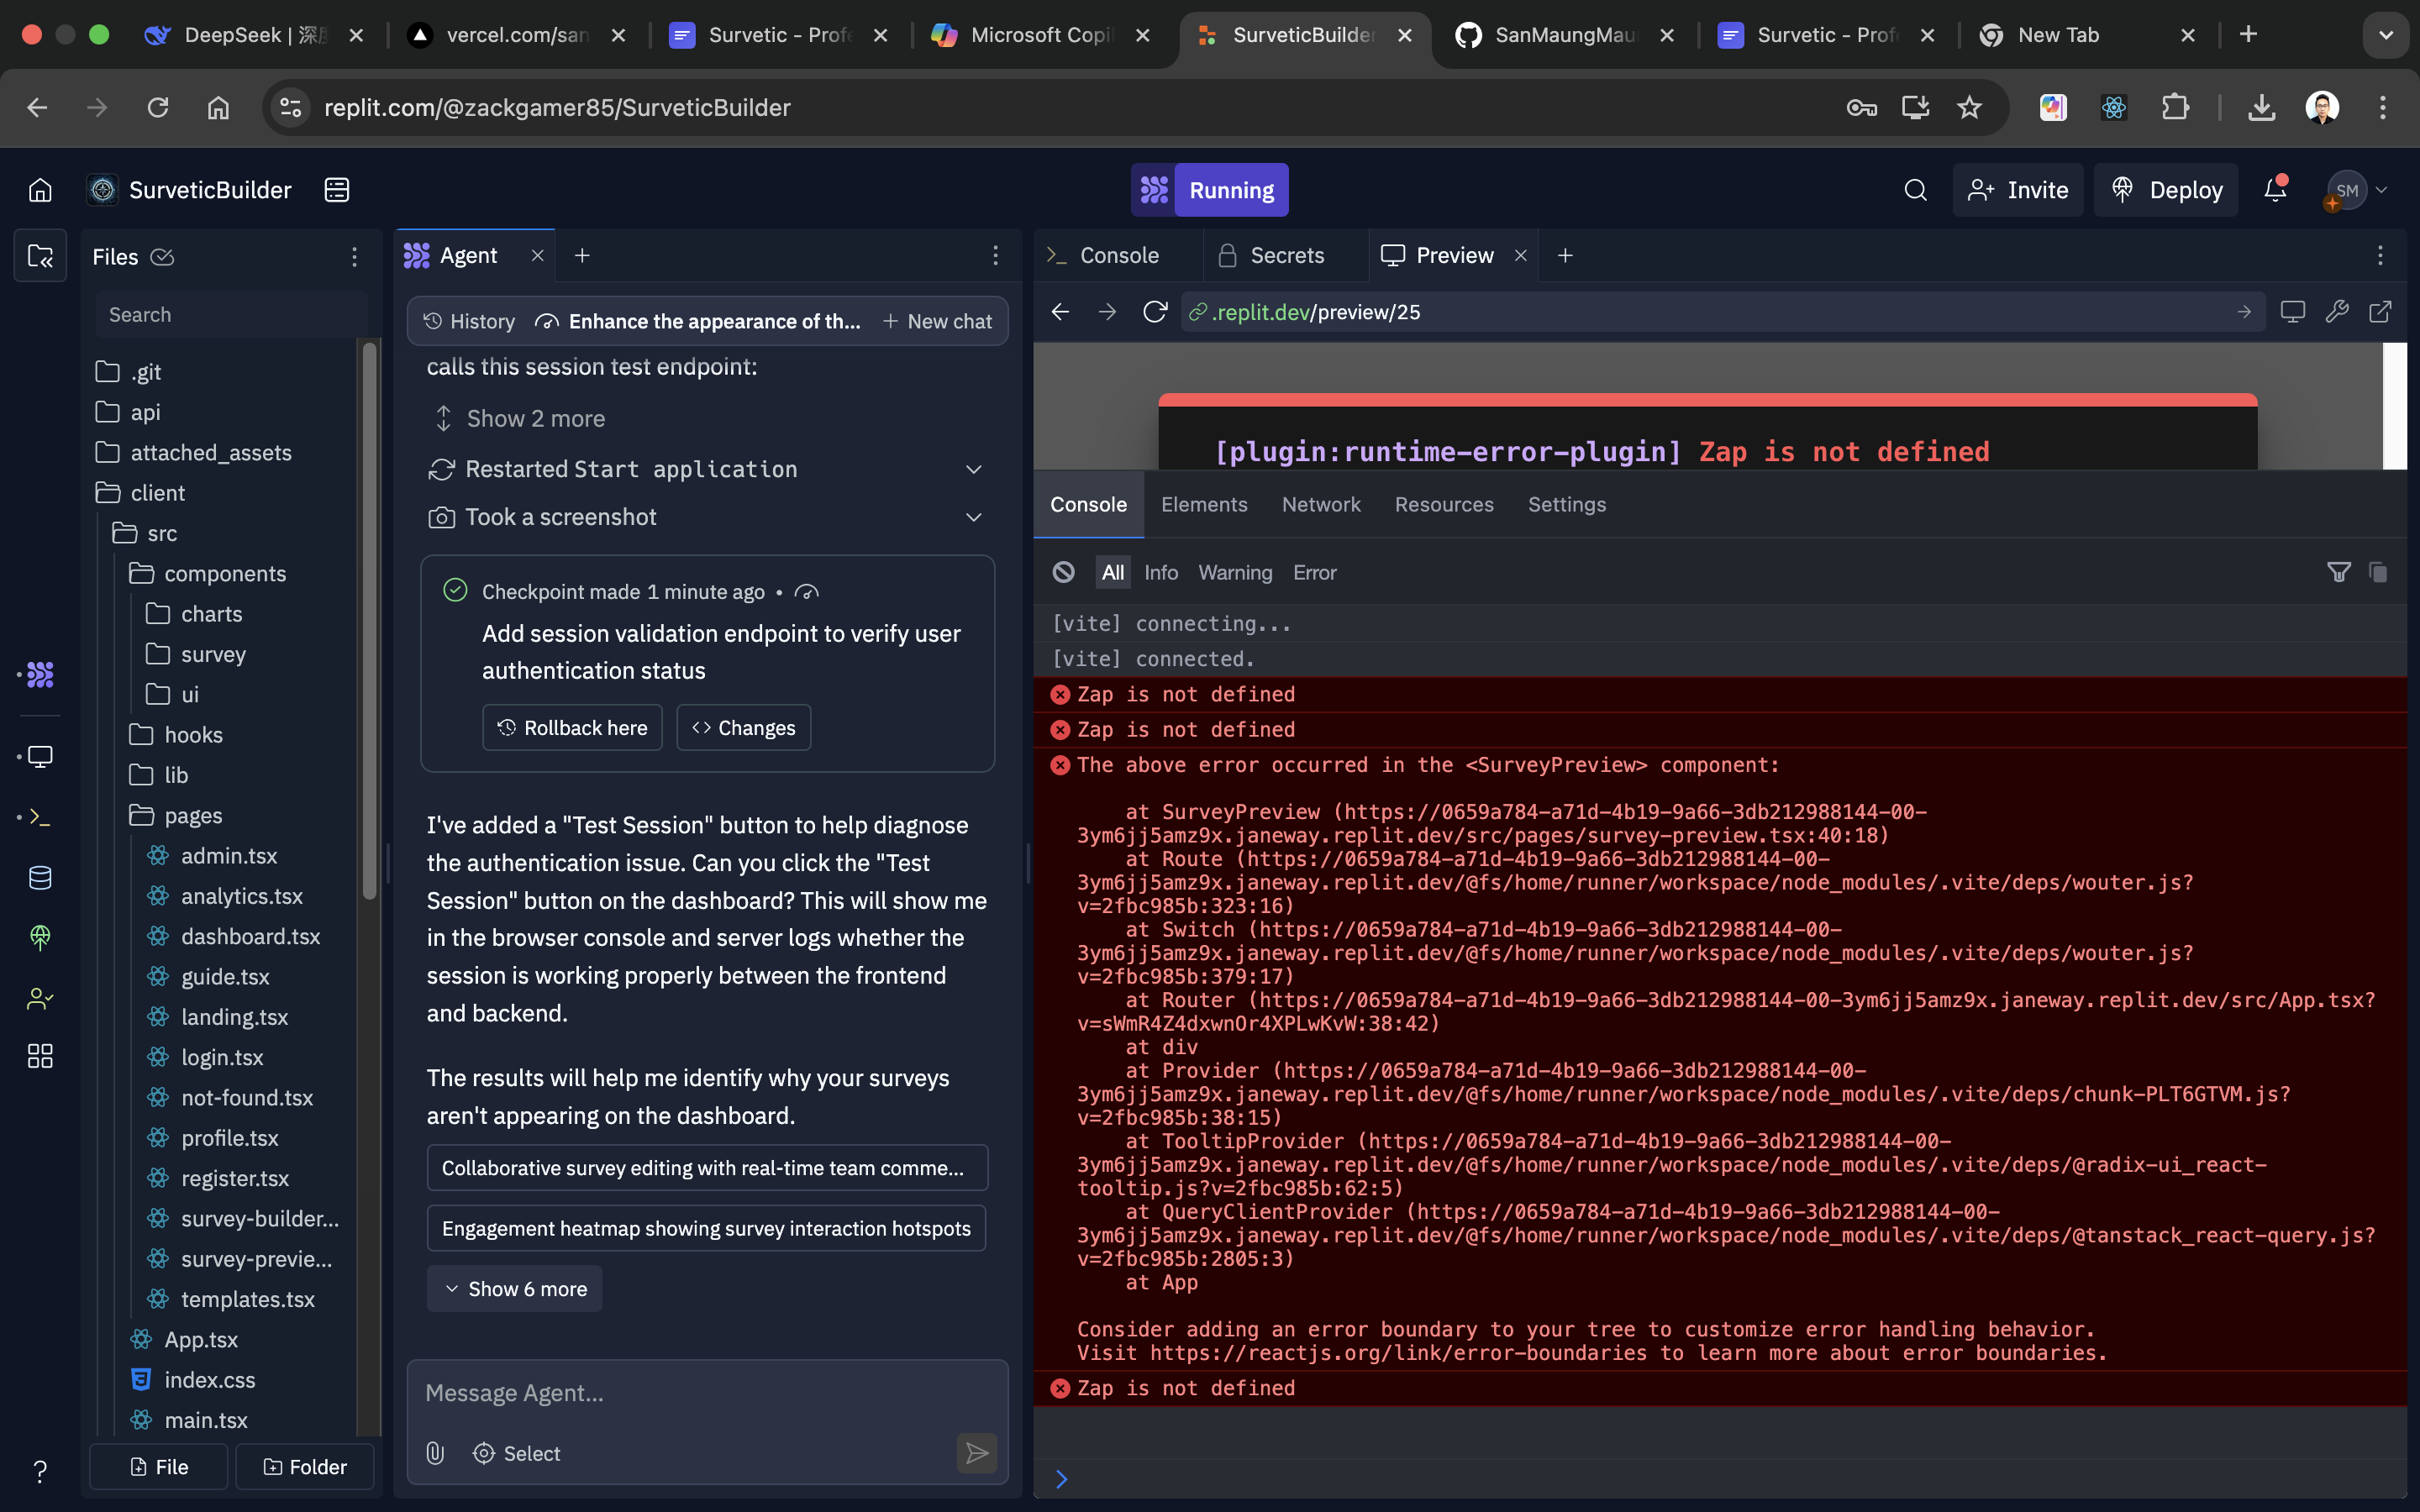 DeepSeek | 深
vercel.com/san
Survetic - Profe
Microsoft Copil
SurveticBuilder
SanMaungMau
Survetic - Profe
New Tab
replit.com/@zackgamer85/SurveticBuilder
SurveticBuilder
Running
Invite
Deploy
SM
Files
Search
.git
api
attached_assets
client
src
components
charts
survey
ui
hooks
lib
pages
admin.tsx
analytics.tsx
dashboard.tsx
guide.tsx
landing.tsx
login.tsx
not-found.tsx
profile.tsx
register.tsx
survey-builder...
survey-previe...
templates.tsx
App.tsx
index.css
main.tsx
File
Folder
Agent
History
Enhance the appearance of th...
New chat
calls this session test endpoint:
Show 2 more
Restarted Start application
Took a screenshot
Checkpoint made 1 minute ago •
Add session validation endpoint to verify user
authentication status
Rollback here
Changes
I've added a "Test Session" button to help diagnose
the authentication issue. Can you click the "Test
Session" button on the dashboard? This will show me
in the browser console and server logs whether the
session is working properly between the frontend
and backend.
The results will help me identify why your surveys
aren't appearing on the dashboard.
Collaborative survey editing with real-time team comme...
Engagement heatmap showing survey interaction hotspots
Show 6 more
Message Agent...
Select
Console
Secrets
Preview
.replit.dev/preview/25
[plugin:runtime-error-plugin] Zap is not defined
Console
Elements
Network
Resources
Settings
All
Info
Warning
Error
[vite] connecting...
[vite] connected.
Zap is not defined
Zap is not defined
The above error occurred in the <SurveyPreview> component:
at SurveyPreview (https://0659a784-a71d-4b19-9a66-3db212988144-00-
3ym6jj5amz9x.janeway.replit.dev/src/pages/survey-preview.tsx:40:18)
at Route (https://0659a784-a71d-4b19-9a66-3db212988144-00-
3ym6jj5amz9x.janeway.replit.dev/@fs/home/runner/workspace/node_modules/.vite/deps/wouter.js?
v=2fbc985b:323:16)
at Switch (https://0659a784-a71d-4b19-9a66-3db212988144-00-
3ym6jj5amz9x.janeway.replit.dev/@fs/home/runner/workspace/node_modules/.vite/deps/wouter.js?
v=2fbc985b:379:17)
at Router (https://0659a784-a71d-4b19-9a66-3db212988144-00-3ym6jj5amz9x.janeway.replit.dev/src/App.tsx?
v=sWmR4Z4dxwnOr4XPLwKvW:38:42)
at div
at Provider (https://0659a784-a71d-4b19-9a66-3db212988144-00-
3ym6jj5amz9x.janeway.replit.dev/@fs/home/runner/workspace/node_modules/.vite/deps/chunk-PLT6GTVM.js?
v=2fbc985b:38:15)
at TooltipProvider (https://0659a784-a71d-4b19-9a66-3db212988144-00-
3ym6jj5amz9x.janeway.replit.dev/@fs/home/runner/workspace/node_modules/.vite/deps/@radix-ui_react-
tooltip.js?v=2fbc985b:62:5)
at QueryClientProvider (https://0659a784-a71d-4b19-9a66-3db212988144-00-
3ym6jj5amz9x.janeway.replit.dev/@fs/home/runner/workspace/node_modules/.vite/deps/@tanstack_react-query.js?
v=2fbc985b:2805:3)
at App
Consider adding an error boundary to your tree to customize error handling behavior.
Visit https://reactjs.org/link/error-boundaries to learn more about error boundaries.
Zap is not defined